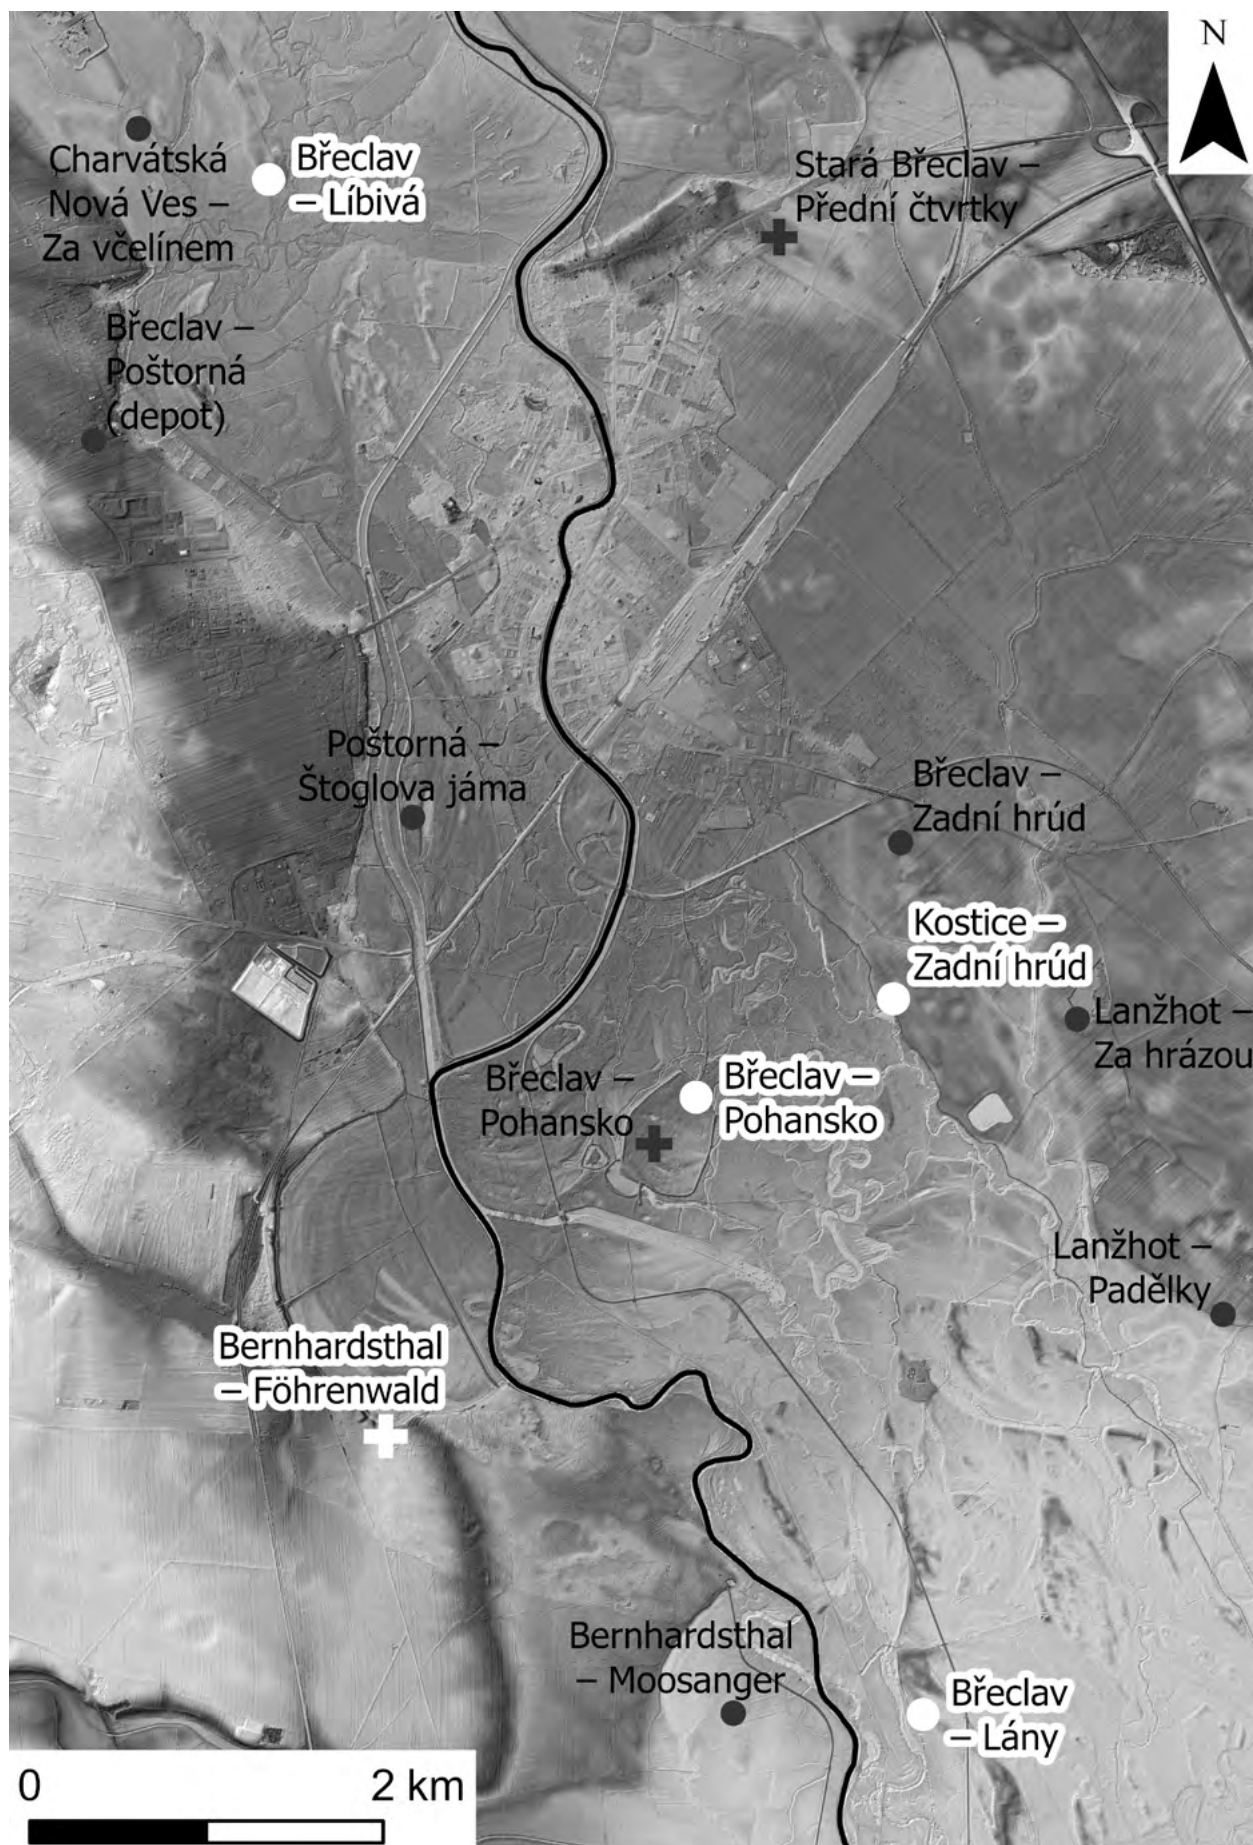 N
Charvátská
Nová Ves –
Za včelínem
Břeclav
– Líbivá
Stará Břeclav –
Přední čtvrtky
Břeclav –
Poštorná
(depot)
Poštorná –
Štoglova jáma
Břeclav –
Zadní hrúd
Kostice –
Zadní hrúd
Lanžhot –
Za hrázou
Břeclav –
Pohansko
Břeclav –
Pohansko
Lanžhot –
Padělky
Bernhardsthal
– Föhrenwald
Bernhardsthal
– Moosanger
Břeclav
– Lány
0 2 km